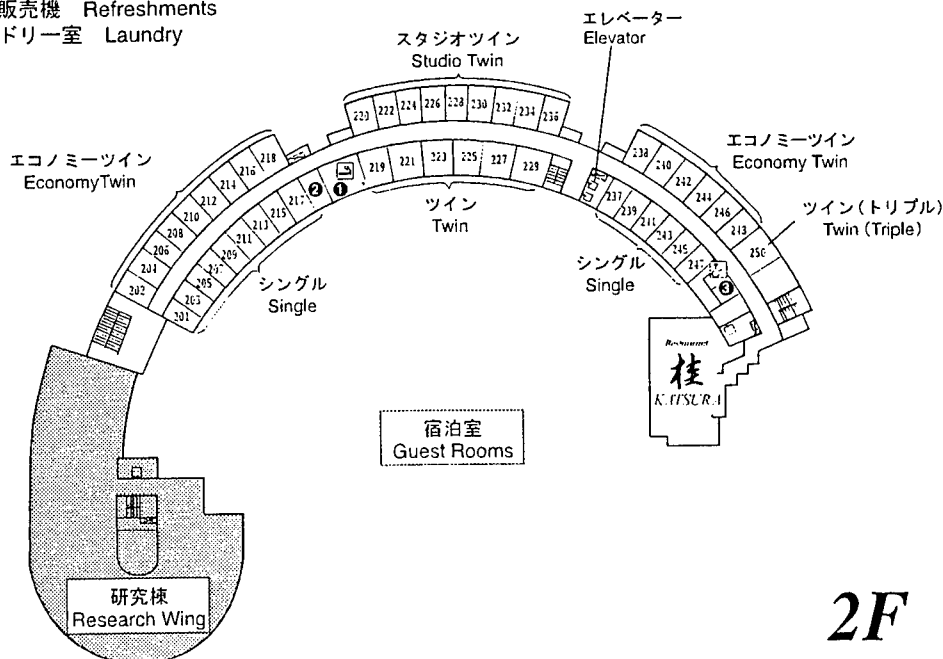 販売機 Refreshments
ドリー室 Laundry
エレベーター
Elevator
スタジオツイン
Studio Twin
220 222 224 226 228 230 232 234 236
エコノミーツイン
EconomyTwin
202 204 206 208 210 212 214 216 218
エコノミーツイン
Economy Twin
238 240 242 244 246 248
ツイン(トリプル)
Twin (Triple)
250
219 221 223 225 227 229
ツイン
Twin
201 203 205 207 209 211 213 215 217
❷ ❶
シングル
Single
237 239 241 243 245 247
❸
シングル
Single
Restaurant
桂
KATSURA
宿泊室
Guest Rooms
研究棟
Research Wing
2F